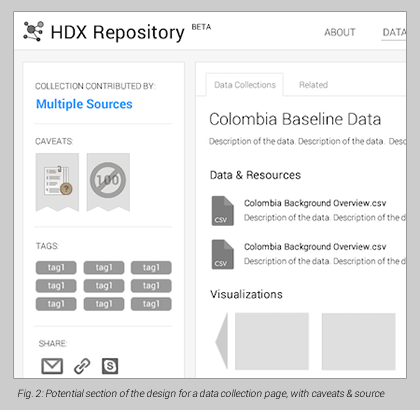 HDX Repository BETA
ABOUT DATA
COLLECTION CONTRIBUTED BY:
Multiple Sources
CAVEATS:
?
100
TAGS:
tag1 tag1 tag1
tag1 tag1 tag1
tag1 tag1 tag1
SHARE:
S
Data Collections Related
Colombia Baseline Data
Description of the data. Description of the data. Des
Data & Resources
CSV
Colombia Background Overview.csv
Description of the data. Description of the d
CSV
Colombia Background Overview.csv
Description of the data. Description of the d
Visualizations
Fig. 2: Potential section of the design for a data collection page, with caveats & source